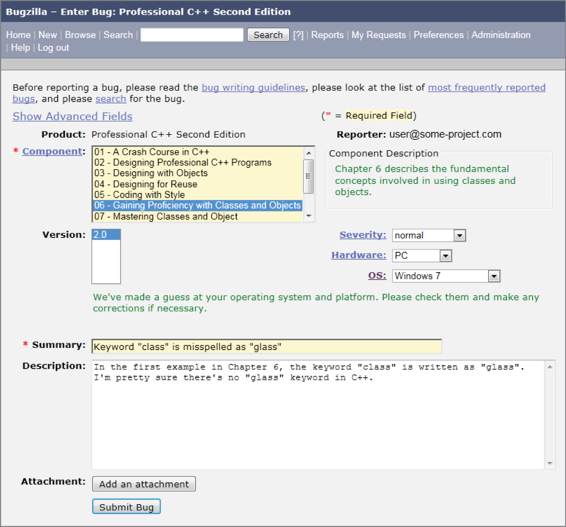 Bugzilla – Enter Bug: Professional C++ Second Edition
Home | New | Browse | Search | Search [?] | Reports | My Requests | Preferences | Administration
| Help | Log out
Before reporting a bug, please read the bug writing guidelines, please look at the list of most frequently reported
bugs, and please search for the bug.
Show Advanced Fields (* = Required Field)
Product: Professional C++ Second Edition Reporter: user@some-project.com
* Component: 01 - A Crash Course in C++
02 - Designing Professional C++ Programs
03 - Designing with Objects
04 - Designing for Reuse
05 - Coding with Style
06 - Gaining Proficiency with Classes and Objects
07 - Mastering Classes and Object
Component Description
Chapter 6 describes the fundamental
concepts involved in using classes and
objects.
Version: 2.0
Severity: normal
Hardware: PC
OS: Windows 7
We've made a guess at your operating system and platform. Please check them and make any
corrections if necessary.
* Summary: Keyword "class" is misspelled as "glass"
Description: In the first example in Chapter 6, the keyword "class" is written as "glass".
I'm pretty sure there's no "glass" keyword in C++.
Attachment: Add an attachment
Submit Bug